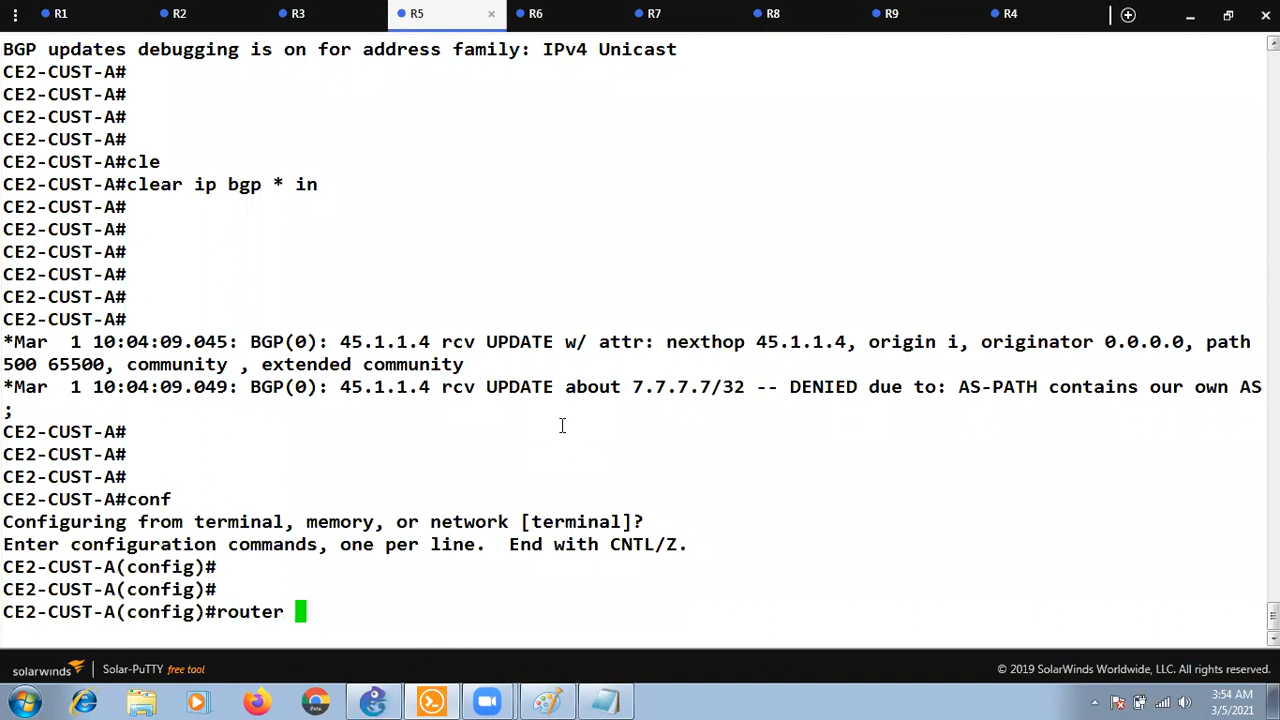 R1 R2 R3 R5 × R6 R7 R8 R9 R4
BGP updates debugging is on for address family: IPv4 Unicast
CE2-CUST-A#
CE2-CUST-A#
CE2-CUST-A#
CE2-CUST-A#
CE2-CUST-A#cle
CE2-CUST-A#clear ip bgp * in
CE2-CUST-A#
CE2-CUST-A#
CE2-CUST-A#
CE2-CUST-A#
CE2-CUST-A#
CE2-CUST-A#
*Mar  1 10:04:09.045: BGP(0): 45.1.1.4 rcv UPDATE w/ attr: nexthop 45.1.1.4, origin i, originator 0.0.0.0, path
500 65500, community , extended community
*Mar  1 10:04:09.049: BGP(0): 45.1.1.4 rcv UPDATE about 7.7.7.7/32 -- DENIED due to: AS-PATH contains our own AS
;
CE2-CUST-A#
CE2-CUST-A#
CE2-CUST-A#
CE2-CUST-A#conf
Configuring from terminal, memory, or network [terminal]?
Enter configuration commands, one per line.  End with CNTL/Z.
CE2-CUST-A(config)#
CE2-CUST-A(config)#
CE2-CUST-A(config)#router
solarwinds Solar-PuTTY free tool © 2019 SolarWinds Worldwide, LLC. All rights reserved.
Beta
3:54 AM
3/5/2021